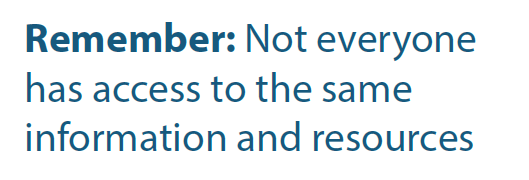 Remember: Not everyone
has access to the same
information and resources